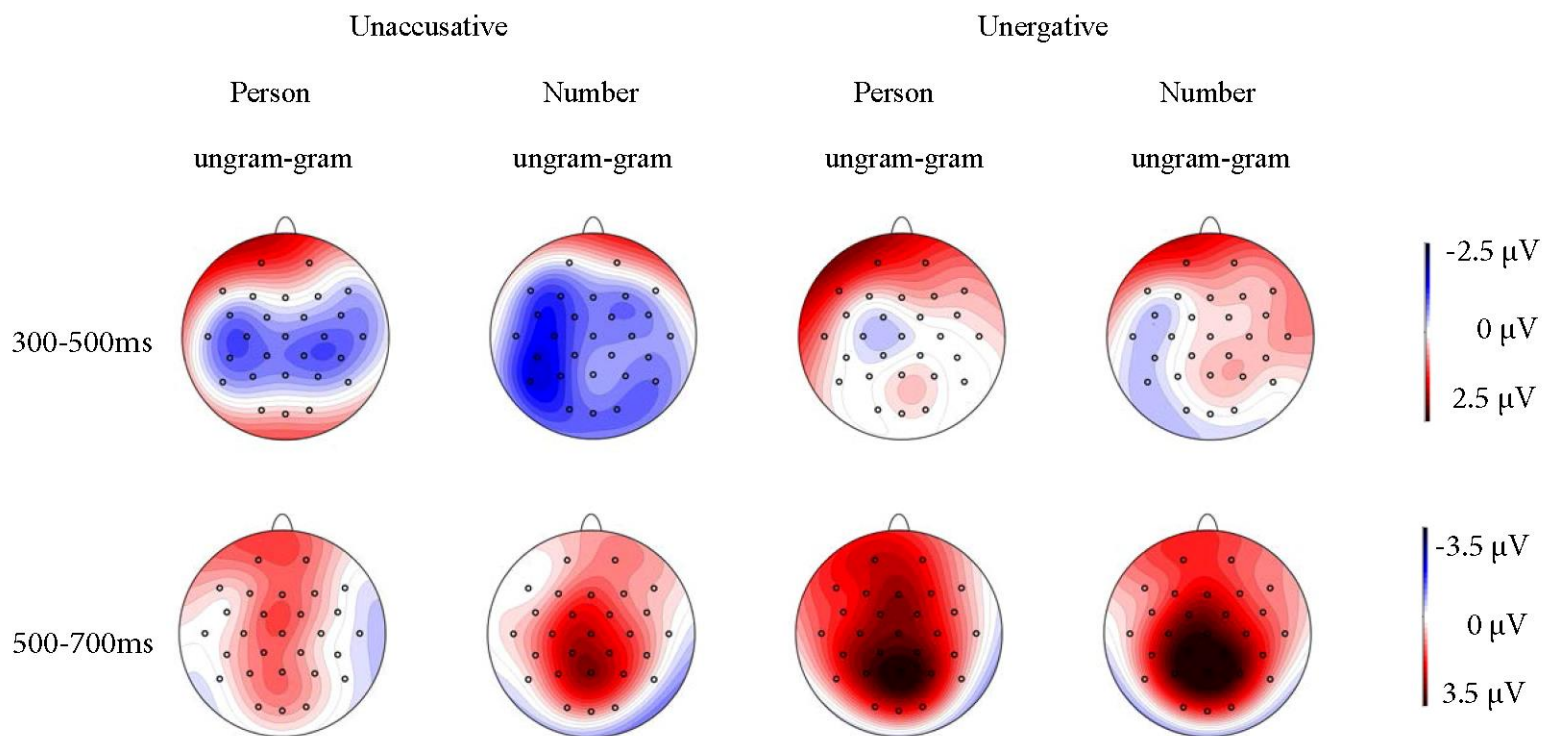 Unaccusative Unergative
Person Number Person Number
ungram-gram ungram-gram ungram-gram ungram-gram
300-500ms
-2.5 µV
0 µV
2.5 µV
500-700ms
-3.5 µV
0 µV
3.5 µV